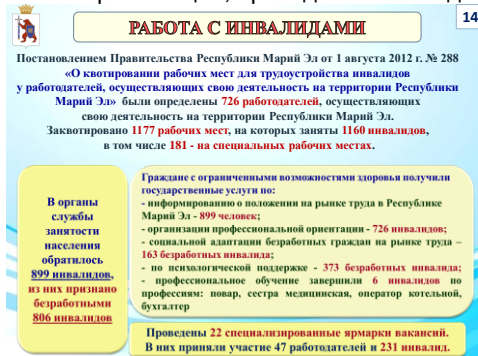 14
РАБОТА С ИНВАЛИДАМИ
Постановлением Правительства Республики Марий Эл от 1 августа 2012 г. № 288
«О квотировании рабочих мест для трудоустройства инвалидов
у работодателей, осуществляющих свою деятельность на территории Республики
Марий Эл» были определены 726 работодателей, осуществляющих
свою деятельность на территории Республики Марий Эл.
Заквотировано 1177 рабочих мест, на которых заняты 1160 инвалидов,
в том числе 181 - на специальных рабочих местах.
В органы
службы
занятости
населения
обратилось
899 инвалидов,
из них признано
безработными
806 инвалидов
Граждане с ограниченными возможностями здоровья получили
государственные услуги по:
- информированию о положении на рынке труда в Республике
Марий Эл - 899 человек;
- организации профессиональной ориентации - 726 инвалидов;
- социальной адаптации безработных граждан на рынке труда –
163 безработных инвалида;
- по психологической поддержке - 373 безработных инвалида;
- профессиональное обучение завершили 6 инвалидов по
профессиям: повар, сестра медицинская, оператор котельной,
бухгалтер
Проведены 22 специализированные ярмарки вакансий.
В них приняли участие 47 работодателей и 231 инвалид.